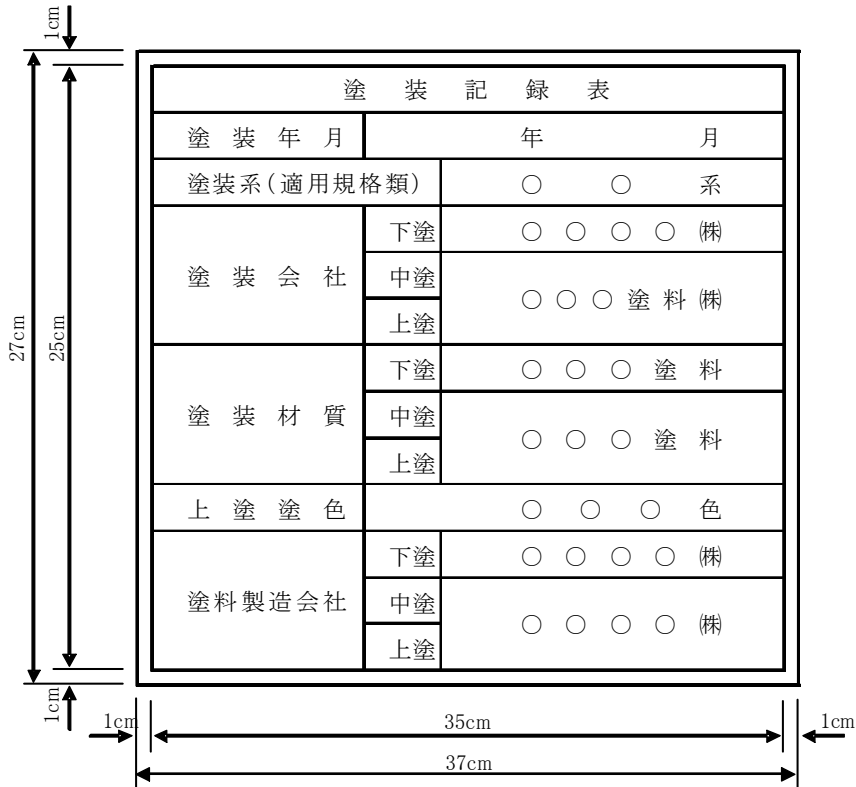 1cm
塗装記録表
塗装年月 年 月
塗装系(適用規格類) ○ ○ 系
塗装会社 下塗 ○○○○㈱
中塗 ○○○塗料㈱
上塗
塗装材質 下塗 ○○○塗料
中塗 ○○○塗料
上塗
上塗塗色 ○○○色
塗料製造会社 下塗 ○○○○㈱
中塗 ○○○○㈱
上塗
27cm
25cm
1cm
1cm
35cm
1cm
37cm